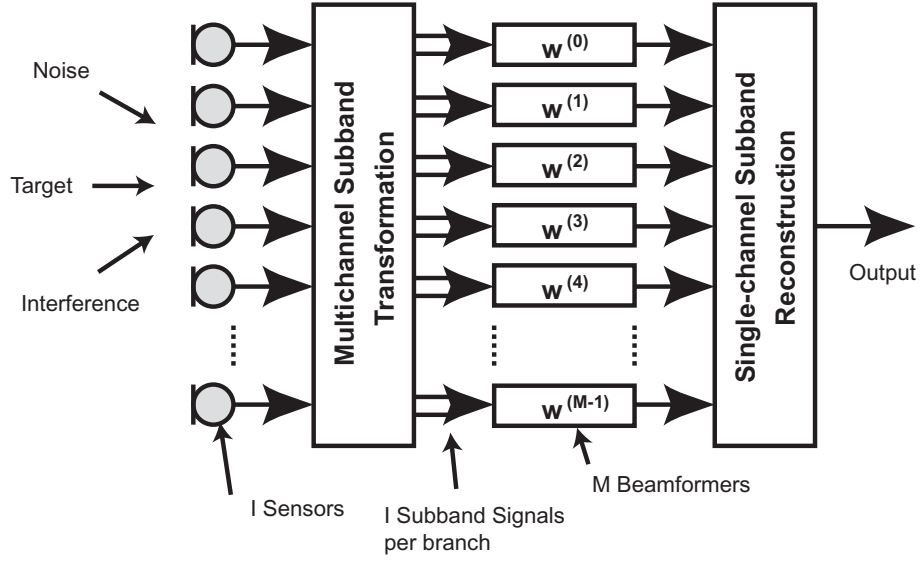 Noise
Target
Interference
Multichannel Subband
Transformation
w(0)
w(1)
w(2)
w(3)
w(4)
w(M-1)
Single-channel Subband
Reconstruction
Output
I Sensors
I Subband Signals
per branch
M Beamformers